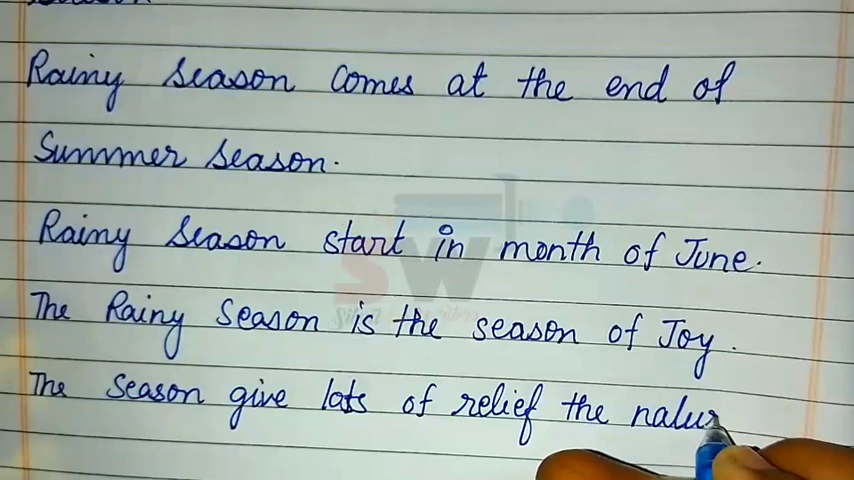 Rainy season comes at the end of
Summer season.
Rainy season start in month of June.
The Rainy Season is the season of Joy.
The season give lots of relief the natur